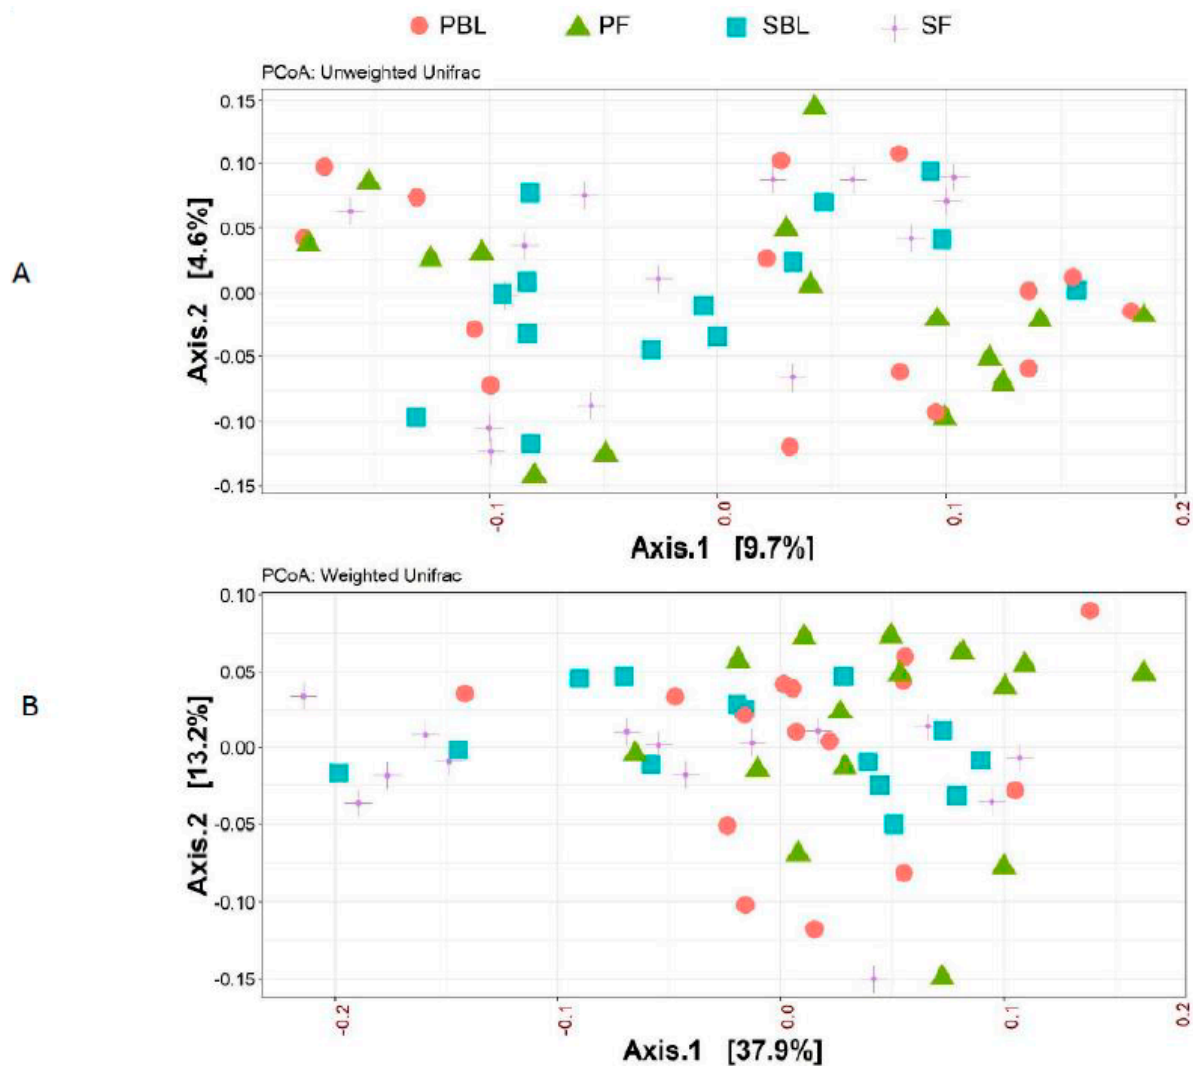 PBL PF SBL SF
PCoA: Unweighted Unifrac
A
Axis.2 [4.6%]
0.15
0.10
0.05
0.00
-0.05
-0.10
-0.15
-0.1 0.0 0.1 0.2
Axis.1 [9.7%]
PCoA: Weighted Unifrac
B
Axis.2 [13.2%]
0.10
0.05
0.00
-0.05
-0.10
-0.15
-0.2 -0.1 0.0 0.1 0.2
Axis.1 [37.9%]